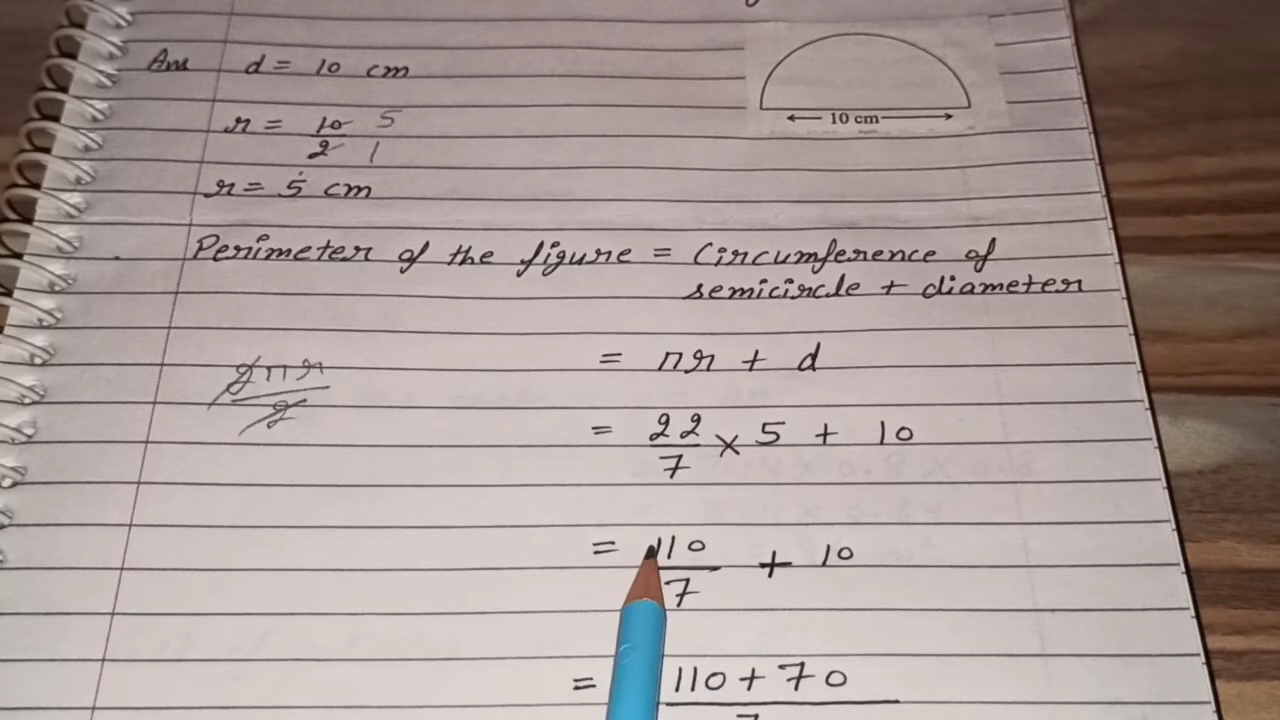 Ans d = 10 cm
10 cm
r = 10/2 5 1
r = 5 cm
Perimeter of the figure = Circumference of
semicircle + diameter
= πr + d
2πr/2
= 22/7 × 5 + 10
= 110/7 + 10
= 110 + 70